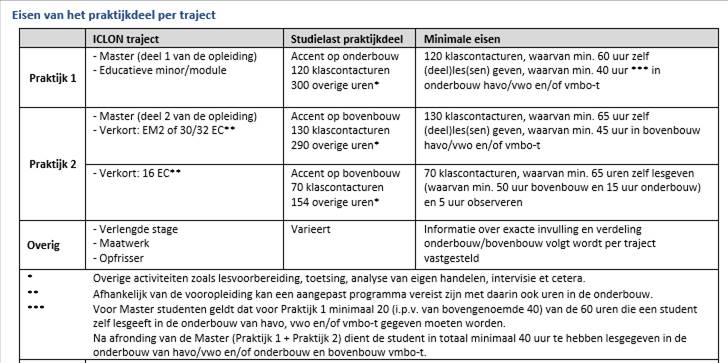 Eisen van het praktijkdeel per traject
ICLON traject Studielast praktijkdeel Minimale eisen
Praktijk 1
- Master (deel 1 van de opleiding)
- Educatieve minor/module
Accent op onderbouw
120 klascontacturen
300 overige uren*
120 klascontacturen, waarvan min. 60 uur zelf
(deel)les(sen) geven, waarvan min. 40 uur *** in
onderbouw havo/vwo en/of vmbo-t
Praktijk 2
- Master (deel 2 van de opleiding)
- Verkort: EM2 of 30/32 EC**
Accent op bovenbouw
130 klascontacturen
290 overige uren*
130 klascontacturen, waarvan min. 65 uur zelf
(deel)les(sen) geven, waarvan min. 45 uur in bovenbouw
havo/vwo en/of vmbo-t
- Verkort: 16 EC**
Accent op bovenbouw
70 klascontacturen
154 overige uren*
70 klascontacturen, waarvan min. 65 uren zelf lesgeven
(waarvan min. 50 uur bovenbouw en 15 uur onderbouw)
en 5 uur observeren
Overig
- Verlengde stage
- Maatwerk
- Opfrisser
Varieert
Informatie over exacte invulling en verdeling
onderbouw/bovenbouw volgt wordt per traject
vastgesteld
* Overige activiteiten zoals lesvoorbereiding, toetsing, analyse van eigen handelen, intervisie et cetera.
** Afhankelijk van de vooropleiding kan een aangepast programma vereist zijn met daarin ook uren in de onderbouw.
*** Voor Master studenten geldt dat voor Praktijk 1 minimaal 20 (i.p.v. van bovengenoemde 40) van de 60 uren die een student
zelf lesgeeft in de onderbouw van havo, vwo en/of vmbo-t gegeven moeten worden.
Na afronding van de Master (Praktijk 1 + Praktijk 2) dient de student in totaal minimaal 40 uur te hebben lesgegeven in de
onderbouw van havo/vwo en/of onderbouw en bovenbouw vmbo-t.